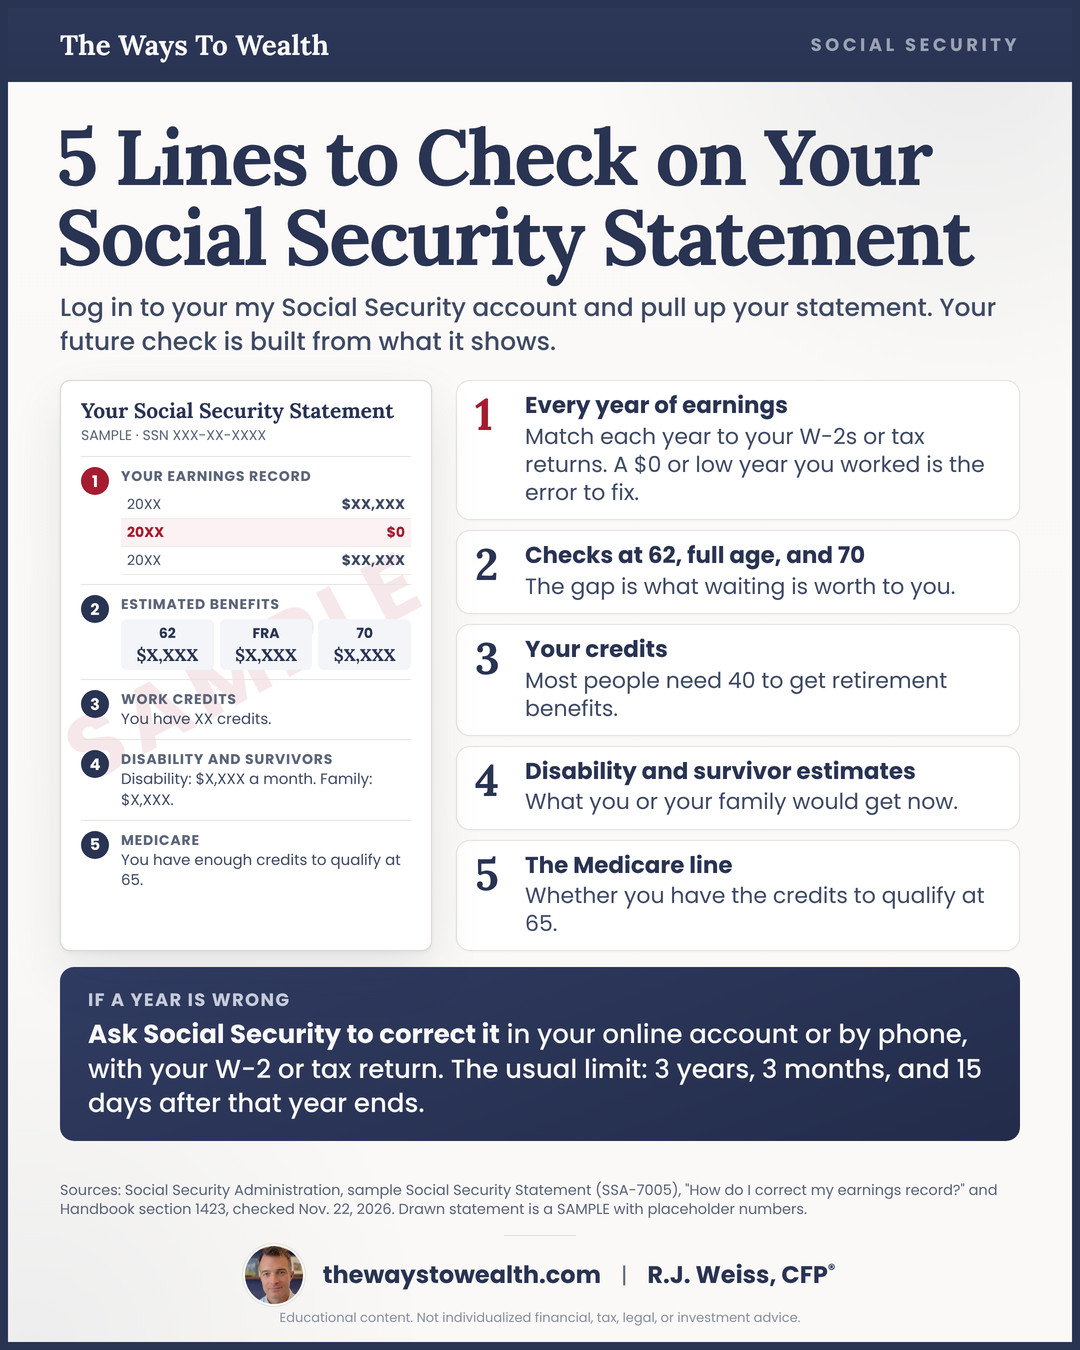 The Ways To Wealth
SOCIAL SECURITY
5 Lines to Check on Your
Social Security Statement
Log in to your my Social Security account and pull up your statement. Your
future check is built from what it shows.
Your Social Security Statement
SAMPLE · SSN XXX-XX-XXXX
1 YOUR EARNINGS RECORD
20XX $XX,XXX
20XX $0
20XX $XX,XXX
2 ESTIMATED BENEFITS
62 FRA 70
$X,XXX $X,XXX $X,XXX
3 WORK CREDITS
You have XX credits.
4 DISABILITY AND SURVIVORS
Disability: $X,XXX a month. Family:
$X,XXX.
5 MEDICARE
You have enough credits to qualify at
65.
SAMPLE
1 Every year of earnings
Match each year to your W-2s or tax
returns. A $0 or low year you worked is the
error to fix.
2 Checks at 62, full age, and 70
The gap is what waiting is worth to you.
3 Your credits
Most people need 40 to get retirement
benefits.
4 Disability and survivor estimates
What you or your family would get now.
5 The Medicare line
Whether you have the credits to qualify at
65.
IF A YEAR IS WRONG
Ask Social Security to correct it in your online account or by phone,
with your W-2 or tax return. The usual limit: 3 years, 3 months, and 15
days after that year ends.
Sources: Social Security Administration, sample Social Security Statement (SSA-7005), "How do I correct my earnings record?" and
Handbook section 1423, checked Nov. 22, 2026. Drawn statement is a SAMPLE with placeholder numbers.
thewaystowealth.com | R.J. Weiss, CFP®
Educational content. Not individualized financial, tax, legal, or investment advice.